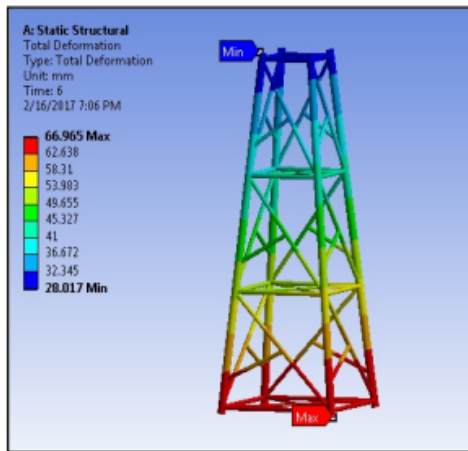 A: Static Structural
Total Deformation
Type: Total Deformation
Unit: mm
Time: 6
2/16/2017 7:06 PM
66.965 Max
62.638
58.31
53.983
49.655
45.327
41
36.672
32.345
28.017 Min
Min
Max